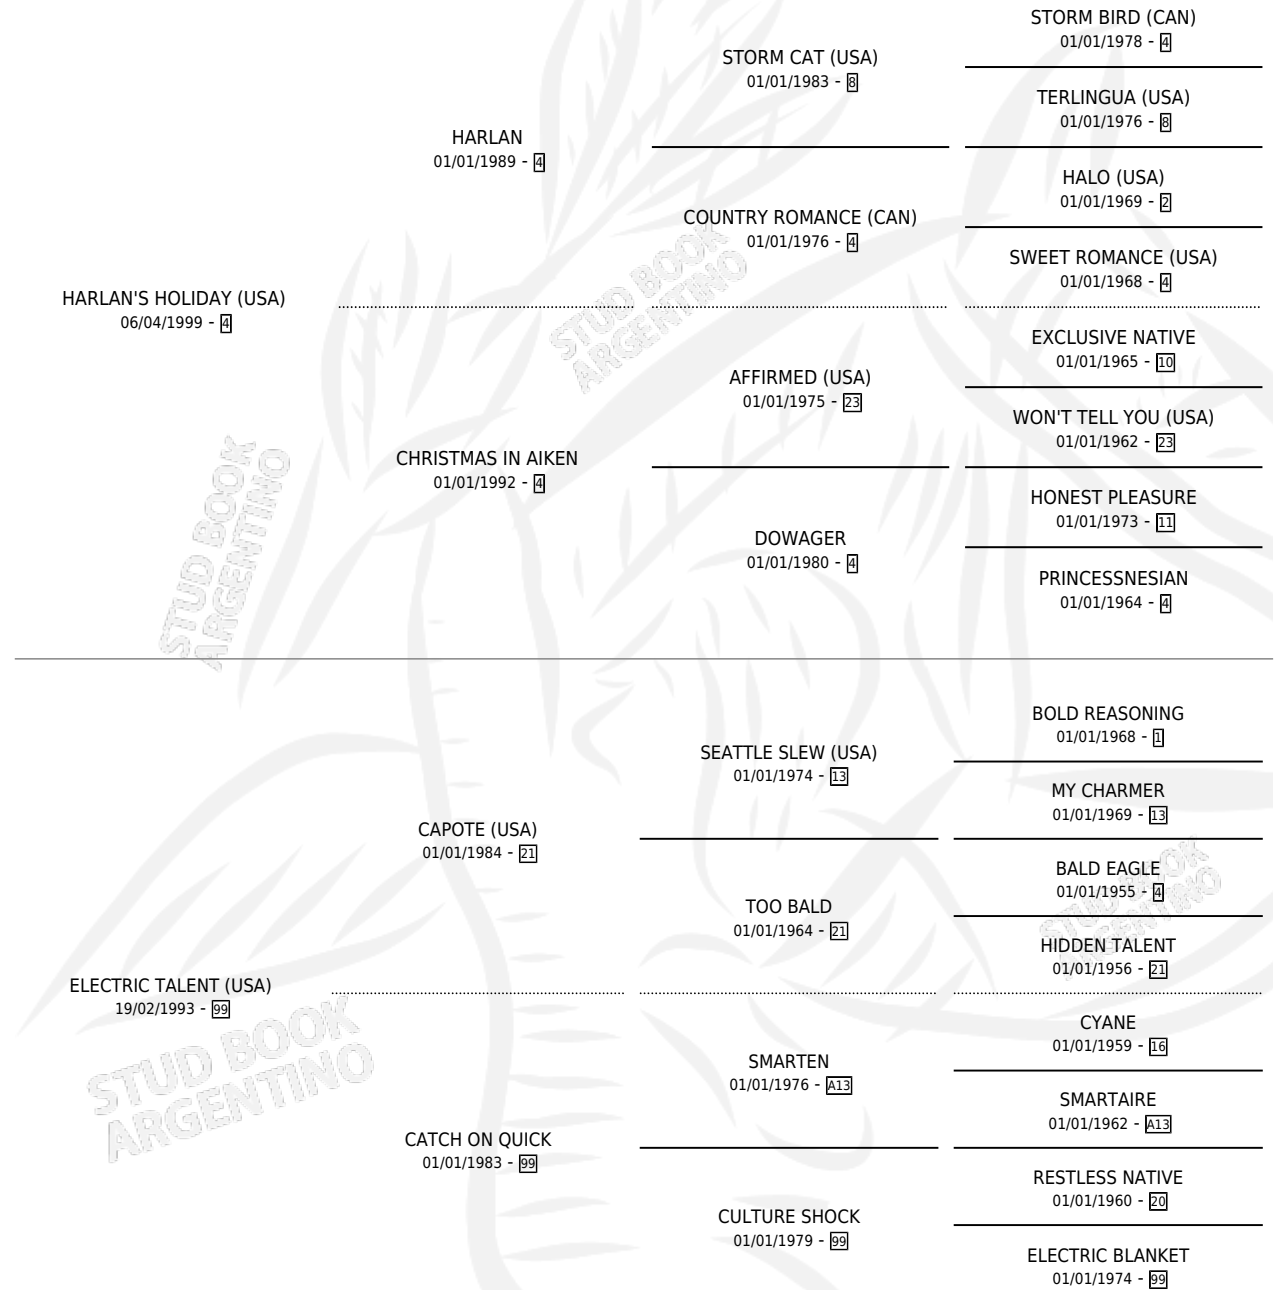 STORM BIRD (CAN)
01/01/1978 - 4
STORM CAT (USA)
01/01/1983 - 8
TERLINGUA (USA)
01/01/1976 - 8
HARLAN
01/01/1989 - 4
HALO (USA)
01/01/1969 - 2
COUNTRY ROMANCE (CAN)
01/01/1976 - 4
SWEET ROMANCE (USA)
01/01/1968 - 4
HARLAN'S HOLIDAY (USA)
06/04/1999 - 4
STUD BOOK
ARGENTINO
EXCLUSIVE NATIVE
01/01/1965 - 10
AFFIRMED (USA)
01/01/1975 - 23
WON'T TELL YOU (USA)
01/01/1962 - 23
CHRISTMAS IN AIKEN
01/01/1992 - 4
HONEST PLEASURE
01/01/1973 - 11
DOWAGER
01/01/1980 - 4
PRINCESSNESIAN
01/01/1964 - 4
STUD BOOK
ARGENTINO
BOLD REASONING
01/01/1968 - 1
SEATTLE SLEW (USA)
01/01/1974 - 13
MY CHARMER
01/01/1969 - 13
CAPOTE (USA)
01/01/1984 - 21
BALD EAGLE
01/01/1955 - 4
TOO BALD
01/01/1964 - 21
HIDDEN TALENT
01/01/1956 - 21
STUD BOOK
ARGENTINO
ELECTRIC TALENT (USA)
19/02/1993 - 99
CYANE
01/01/1959 - 16
SMARTEN
01/01/1976 - A13
SMARTAIRE
01/01/1962 - A13
STUD BOOK
ARGENTINO
CATCH ON QUICK
01/01/1983 - 99
RESTLESS NATIVE
01/01/1960 - 20
CULTURE SHOCK
01/01/1979 - 99
ELECTRIC BLANKET
01/01/1974 - 99